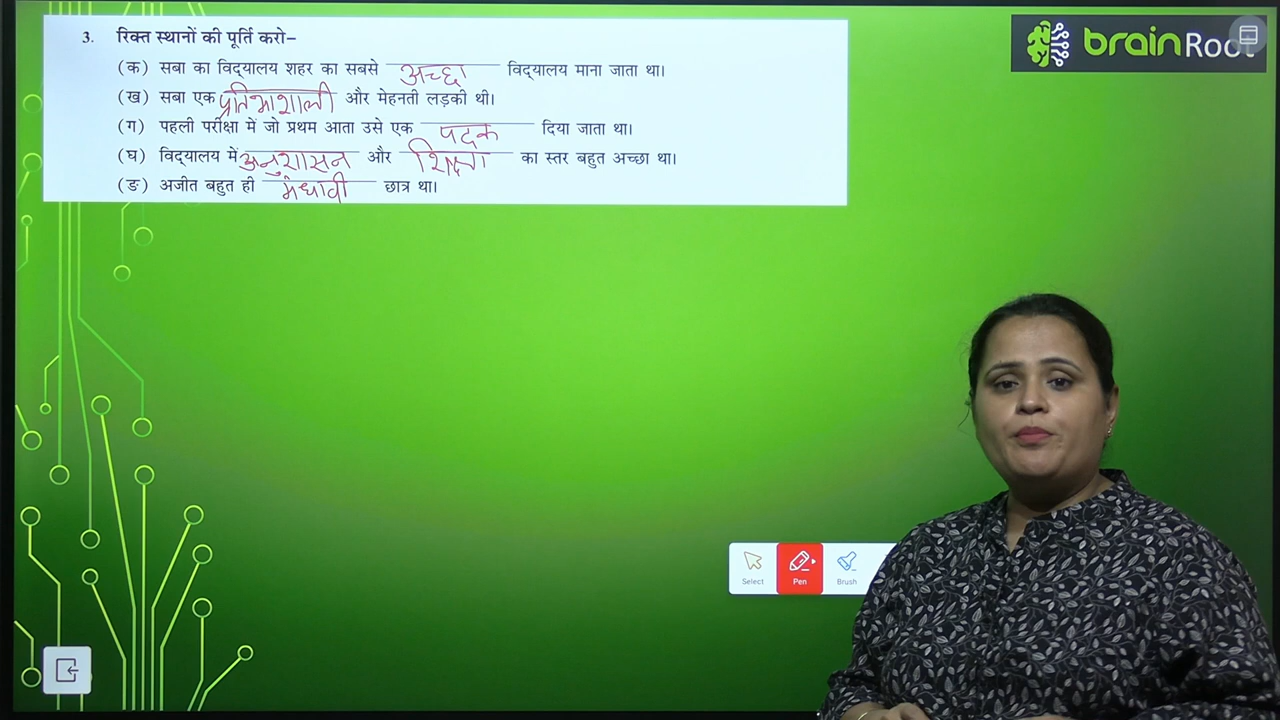 brainRoot
3. रिक्त स्थानों की पूर्ति करो–
(क) सबा का विद्‌यालय शहर का सबसे अच्छा विद्‌यालय माना जाता था।
(ख) सबा एक प्रतिभाशाली और मेहनती लड़की थी।
(ग) पहली परीक्षा में जो प्रथम आता उसे एक पदक दिया जाता था।
(घ) विद्‌यालय में अनुशासन और शिक्षा का स्तर बहुत अच्छा था।
(ङ) अजीत बहुत ही मेधावी छात्र था।
Select Pen Brush